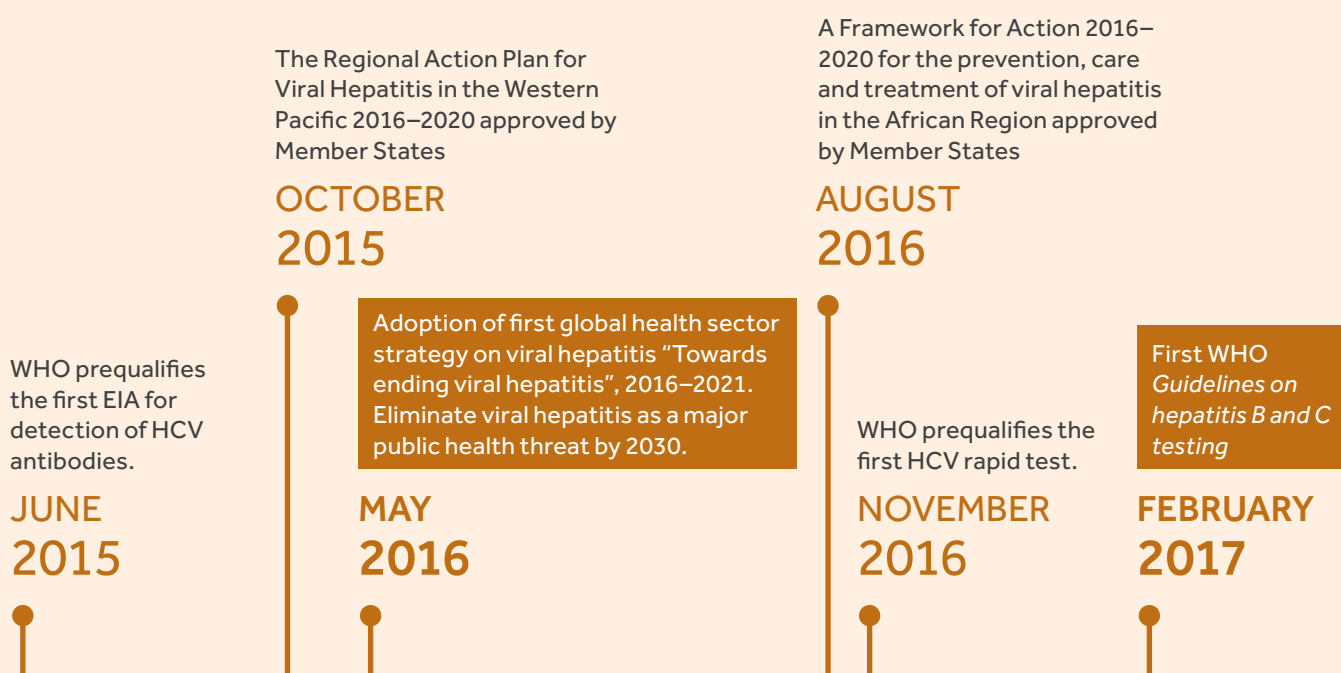 WHO prequalifies
the first EIA for
detection of HCV
antibodies.
JUNE
2015
The Regional Action Plan for
Viral Hepatitis in the Western
Pacific 2016–2020 approved by
Member States
OCTOBER
2015
Adoption of first global health sector
strategy on viral hepatitis “Towards
ending viral hepatitis”, 2016–2021.
Eliminate viral hepatitis as a major
public health threat by 2030.
MAY
2016
A Framework for Action 2016–
2020 for the prevention, care
and treatment of viral hepatitis
in the African Region approved
by Member States
AUGUST
2016
WHO prequalifies the
first HCV rapid test.
NOVEMBER
2016
First WHO
Guidelines on
hepatitis B and C
testing
FEBRUARY
2017